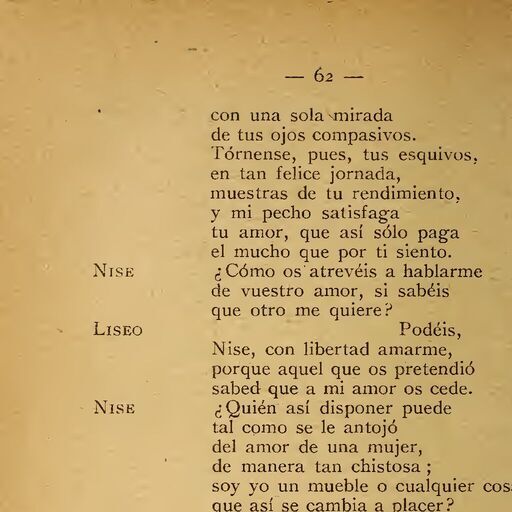 — 62 —
con una sola mirada
de tus ojos compasivos.
Tórnense, pues, tus esquivos,
en tan felice jornada,
muestras de tu rendimiento,
y mi pecho satisfaga
tu amor, que así sólo paga
el mucho que por ti siento.
NISE ¿Cómo os atrevéis a hablarme
de vuestro amor, si sabéis
que otro me quiere?
LISEO Podéis,
Nise, con libertad amarme,
porque aquel que os pretendió
sabed que a mi amor os cede.
NISE ¿Quién así disponer puede
tal como se le antojó
del amor de una mujer,
de manera tan chistosa;
soy yo un mueble o cualquier cos
que así se cambia a placer?